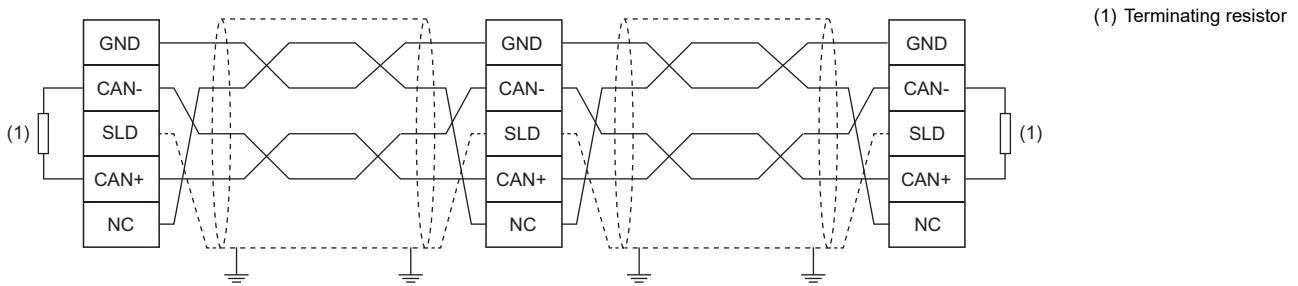 (1) Terminating resistor
GND GND GND
CAN- CAN- CAN-
(1) SLD SLD SLD (1)
CAN+ CAN+ CAN+
NC NC NC